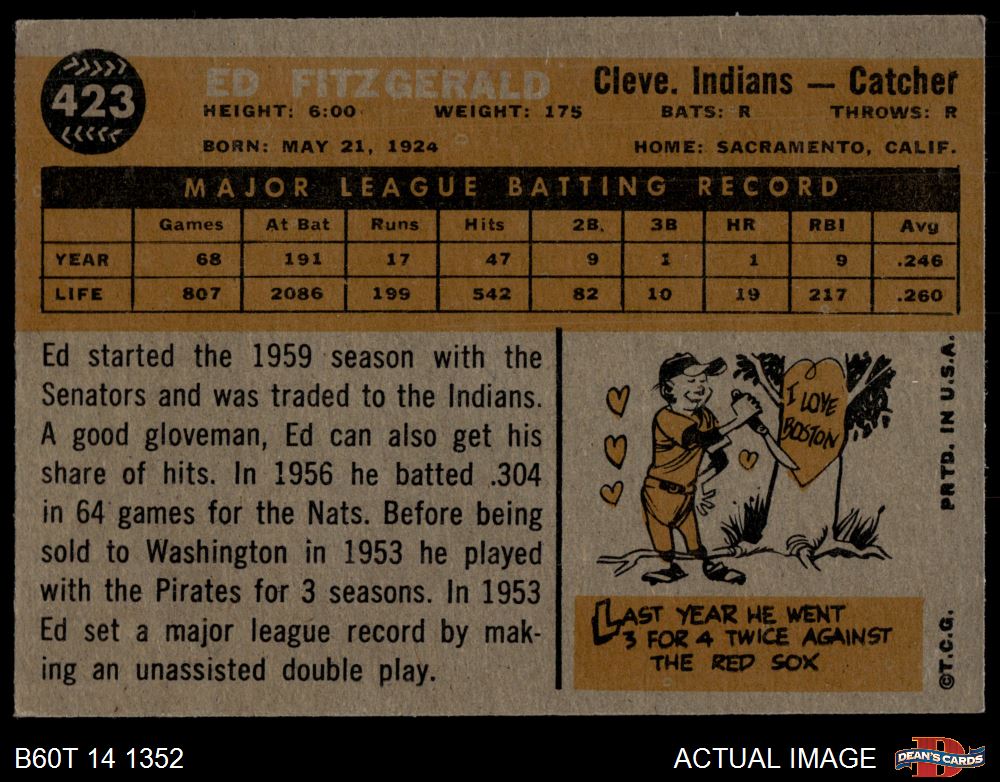 423
ED FITZGERALD
Cleve. Indians — Catcher
HEIGHT: 6:00 WEIGHT: 175 BATS: R THROWS: R
BORN: MAY 21, 1924 HOME: SACRAMENTO, CALIF.
MAJOR LEAGUE BATTING RECORD
Games At Bat Runs Hits 2B. 3B HR RBI Avg
YEAR 68 191 17 47 9 1 1 9 .246
LIFE 807 2086 199 542 82 10 19 217 .260
Ed started the 1959 season with the
Senators and was traded to the Indians.
A good gloveman, Ed can also get his
share of hits. In 1956 he batted .304
in 64 games for the Nats. Before being
sold to Washington in 1953 he played
with the Pirates for 3 seasons. In 1953
Ed set a major league record by mak-
ing an unassisted double play.
I LOVE
BOSTON
LAST YEAR HE WENT
3 FOR 4 TWICE AGAINST
THE RED SOX
PRTD. IN U.S.A.
©T.C.G.
B60T 14 1352
ACTUAL IMAGE
D
DEAN'S CARDS